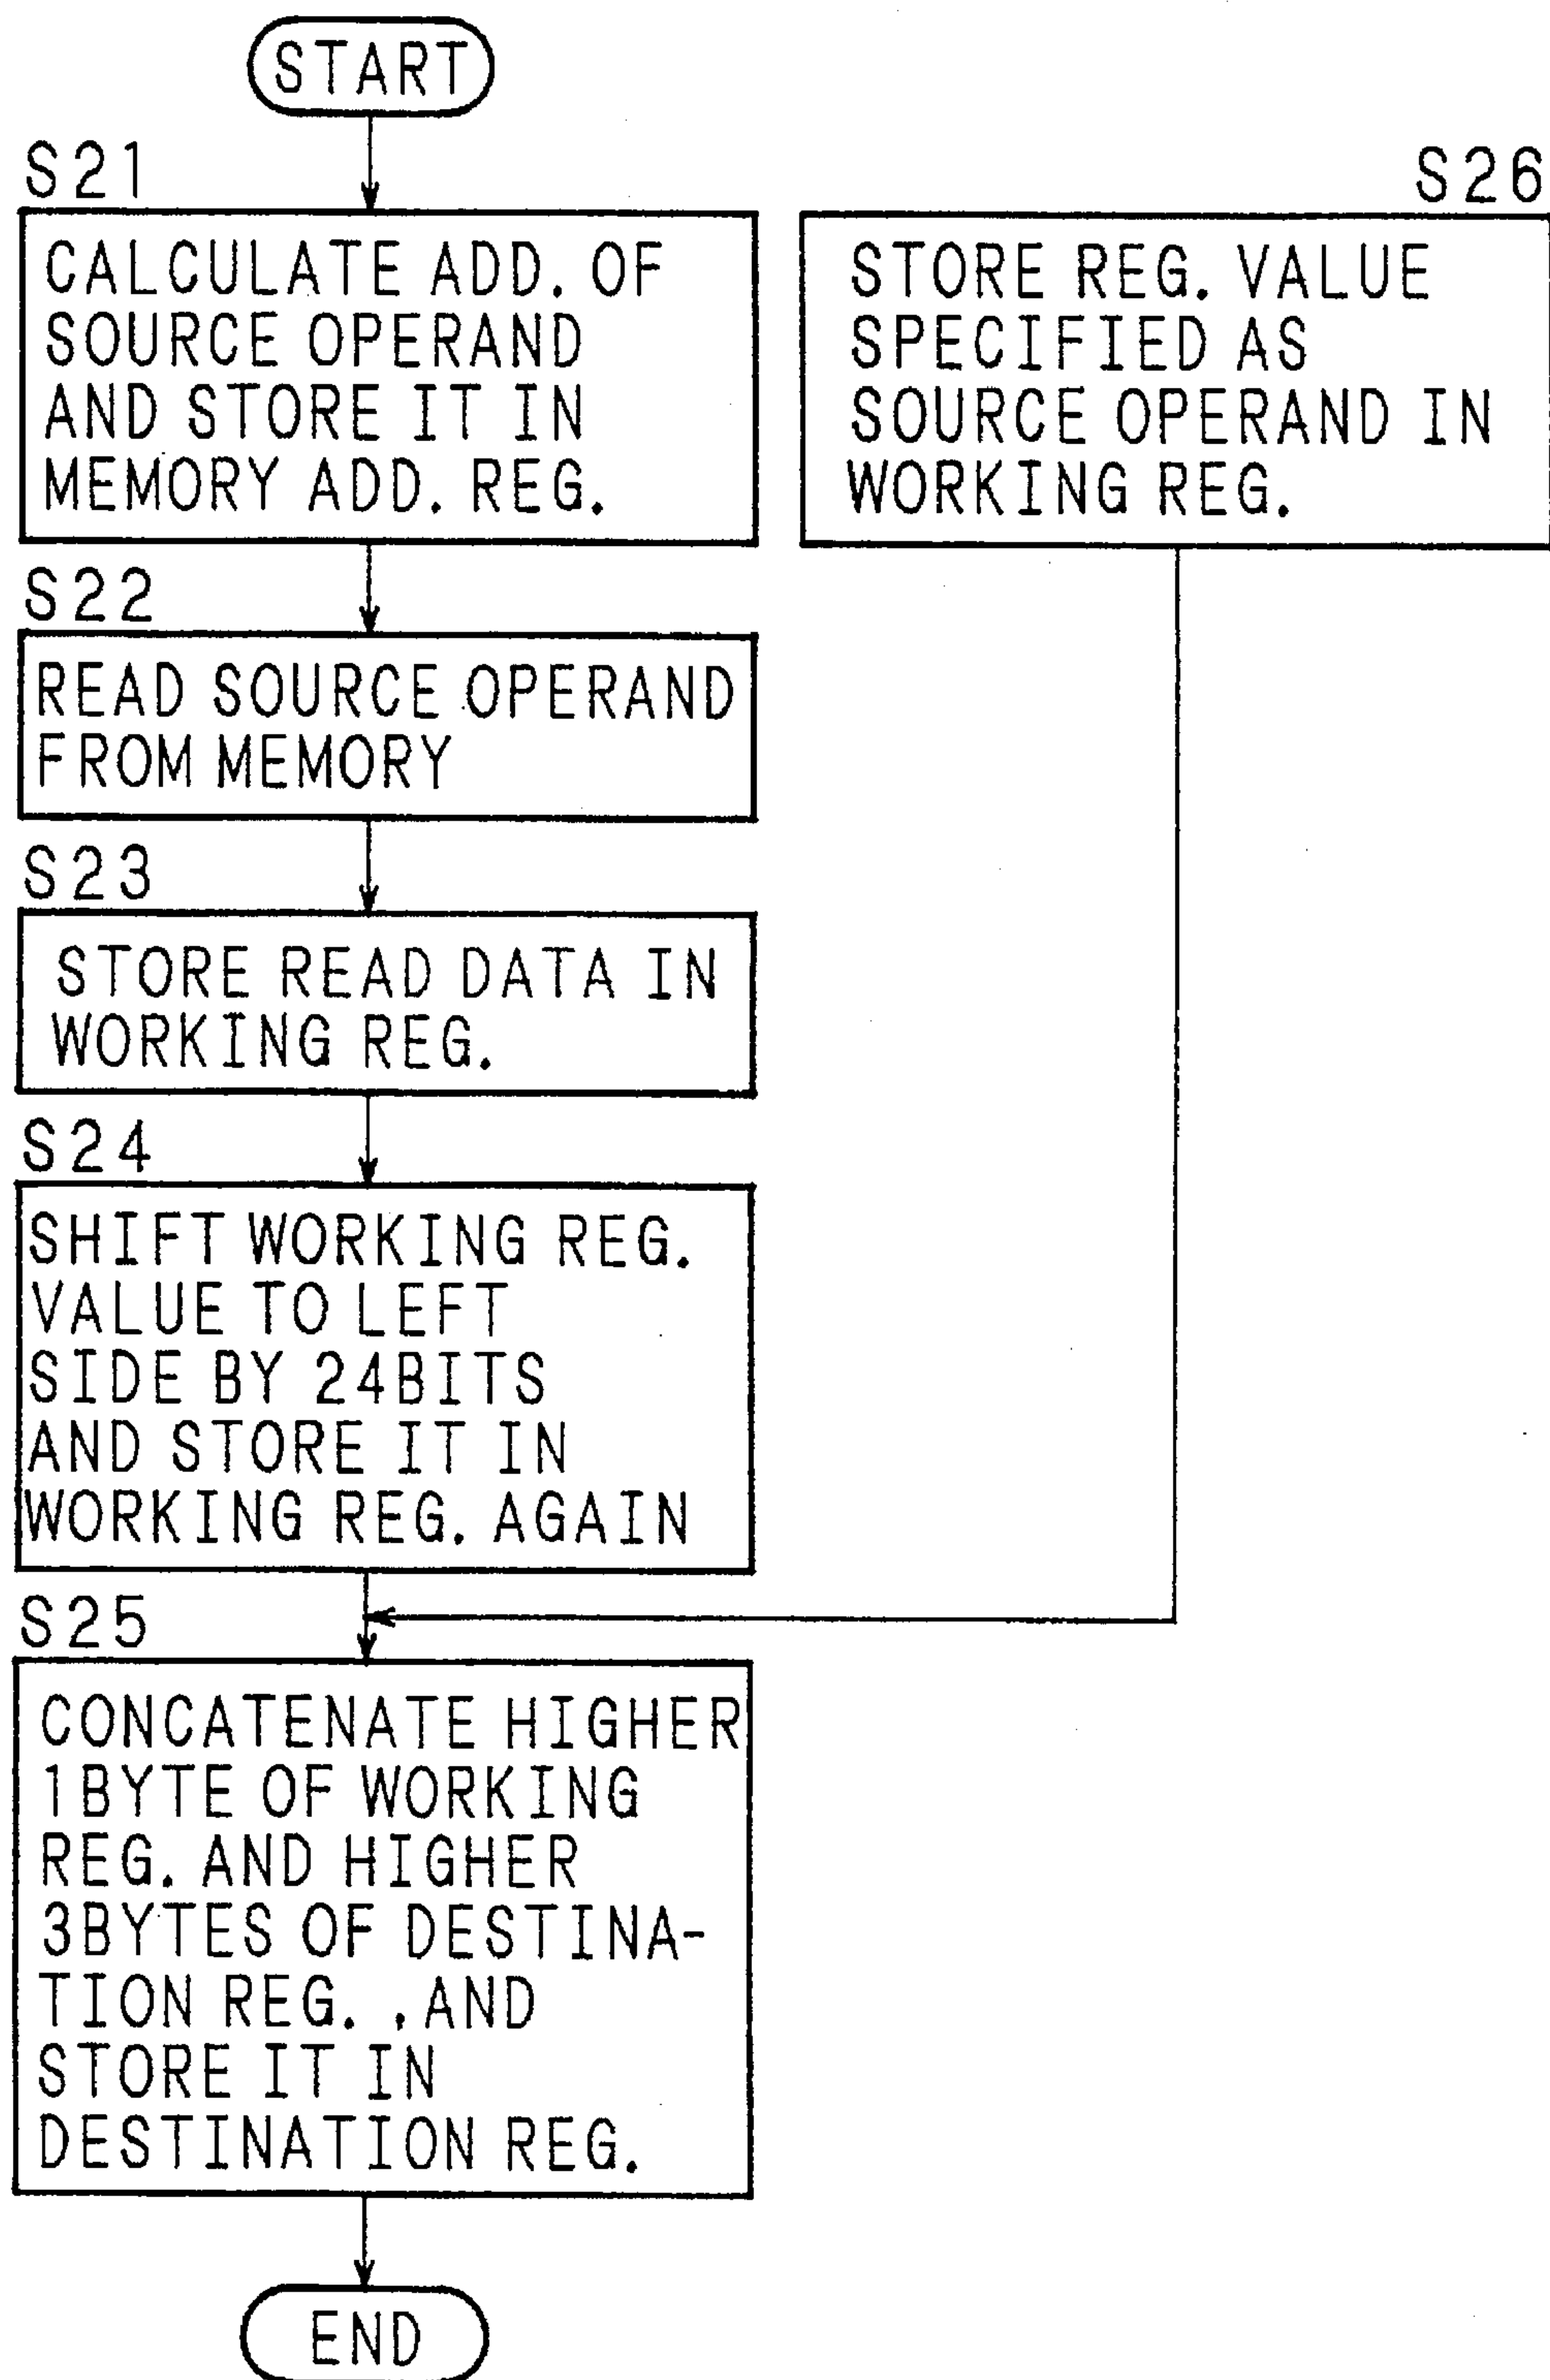 START
S21
CALCULATE ADD. OF
SOURCE OPERAND
AND STORE IT IN
MEMORY ADD. REG.
S26
STORE REG. VALUE
SPECIFIED AS
SOURCE OPERAND IN
WORKING REG.
S22
READ SOURCE OPERAND
FROM MEMORY
S23
STORE READ DATA IN
WORKING REG.
S24
SHIFT WORKING REG.
VALUE TO LEFT
SIDE BY 24BITS
AND STORE IT IN
WORKING REG. AGAIN
S25
CONCATENATE HIGHER
1BYTE OF WORKING
REG. AND HIGHER
3BYTES OF DESTINA-
TION REG. , AND
STORE IT IN
DESTINATION REG.
END